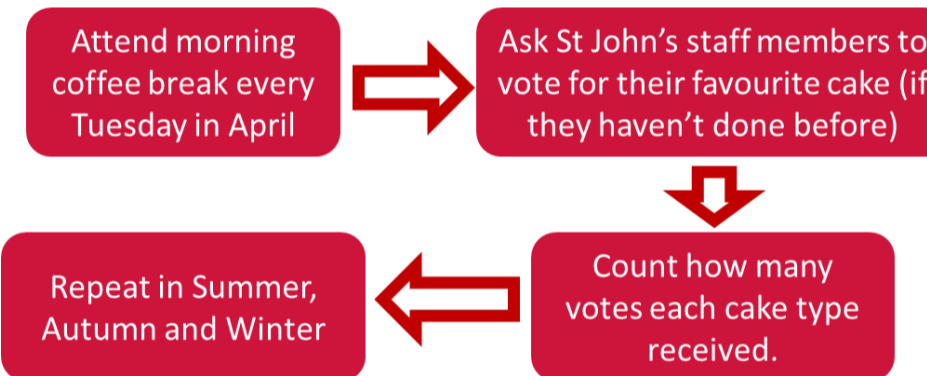 Attend morning
coffee break every
Tuesday in April
Ask St John's staff members to
vote for their favourite cake (if
they haven't done before)
Count how many
votes each cake type
received.
Repeat in Summer,
Autumn and Winter